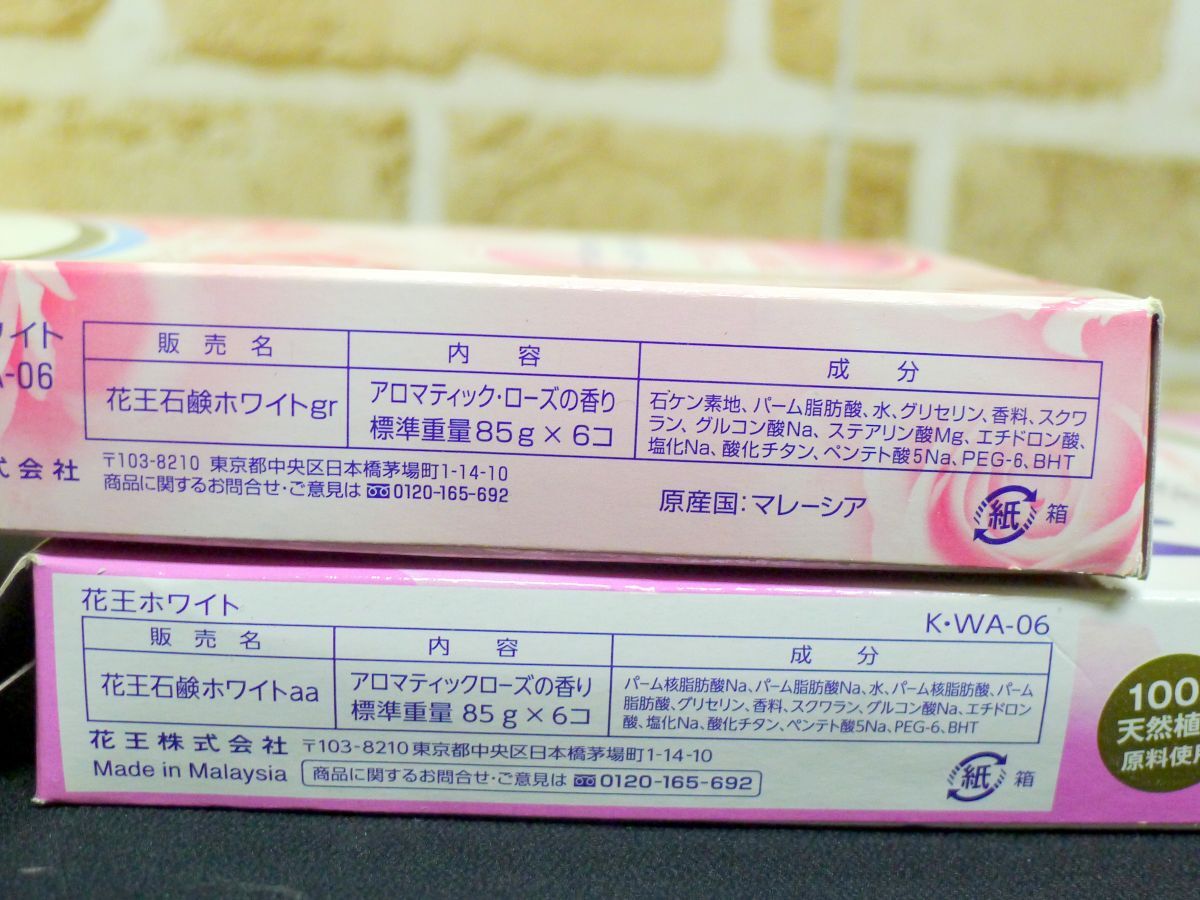 ワイト
A-06
販売名
内容
成分
花王石鹸ホワイトgr
アロマティック・ローズの香り
標準重量85g×6コ
石ケン素地、パーム脂肪酸、水、グリセリン、香料、スクワ
ラン、グルコン酸Na、ステアリン酸Mg、エチドロン酸、
塩化Na、酸化チタン、ペンテト酸5Na、PEG-6、BHT
式会社
〒103-8210 東京都中央区日本橋茅場町1-14-10
商品に関するお問合せ・ご意見は 0120-165-692
原産国:マレーシア
紙 箱
花王ホワイト
K・WA-06
販売名
内容
成分
花王石鹸ホワイトaa
アロマティックローズの香り
標準重量 85g×6コ
パーム核脂肪酸Na、パーム脂肪酸Na、水、パーム核脂肪酸、パーム
脂肪酸、グリセリン、香料、スクワラン、グルコン酸Na、エチドロン
酸、塩化Na、酸化チタン、ペンテト酸5Na、PEG-6、BHT
花王株式会社 〒103-8210 東京都中央区日本橋茅場町1-14-10
Made in Malaysia
商品に関するお問合せ・ご意見は 0120-165-692
紙 箱
100
天然植
原料使用